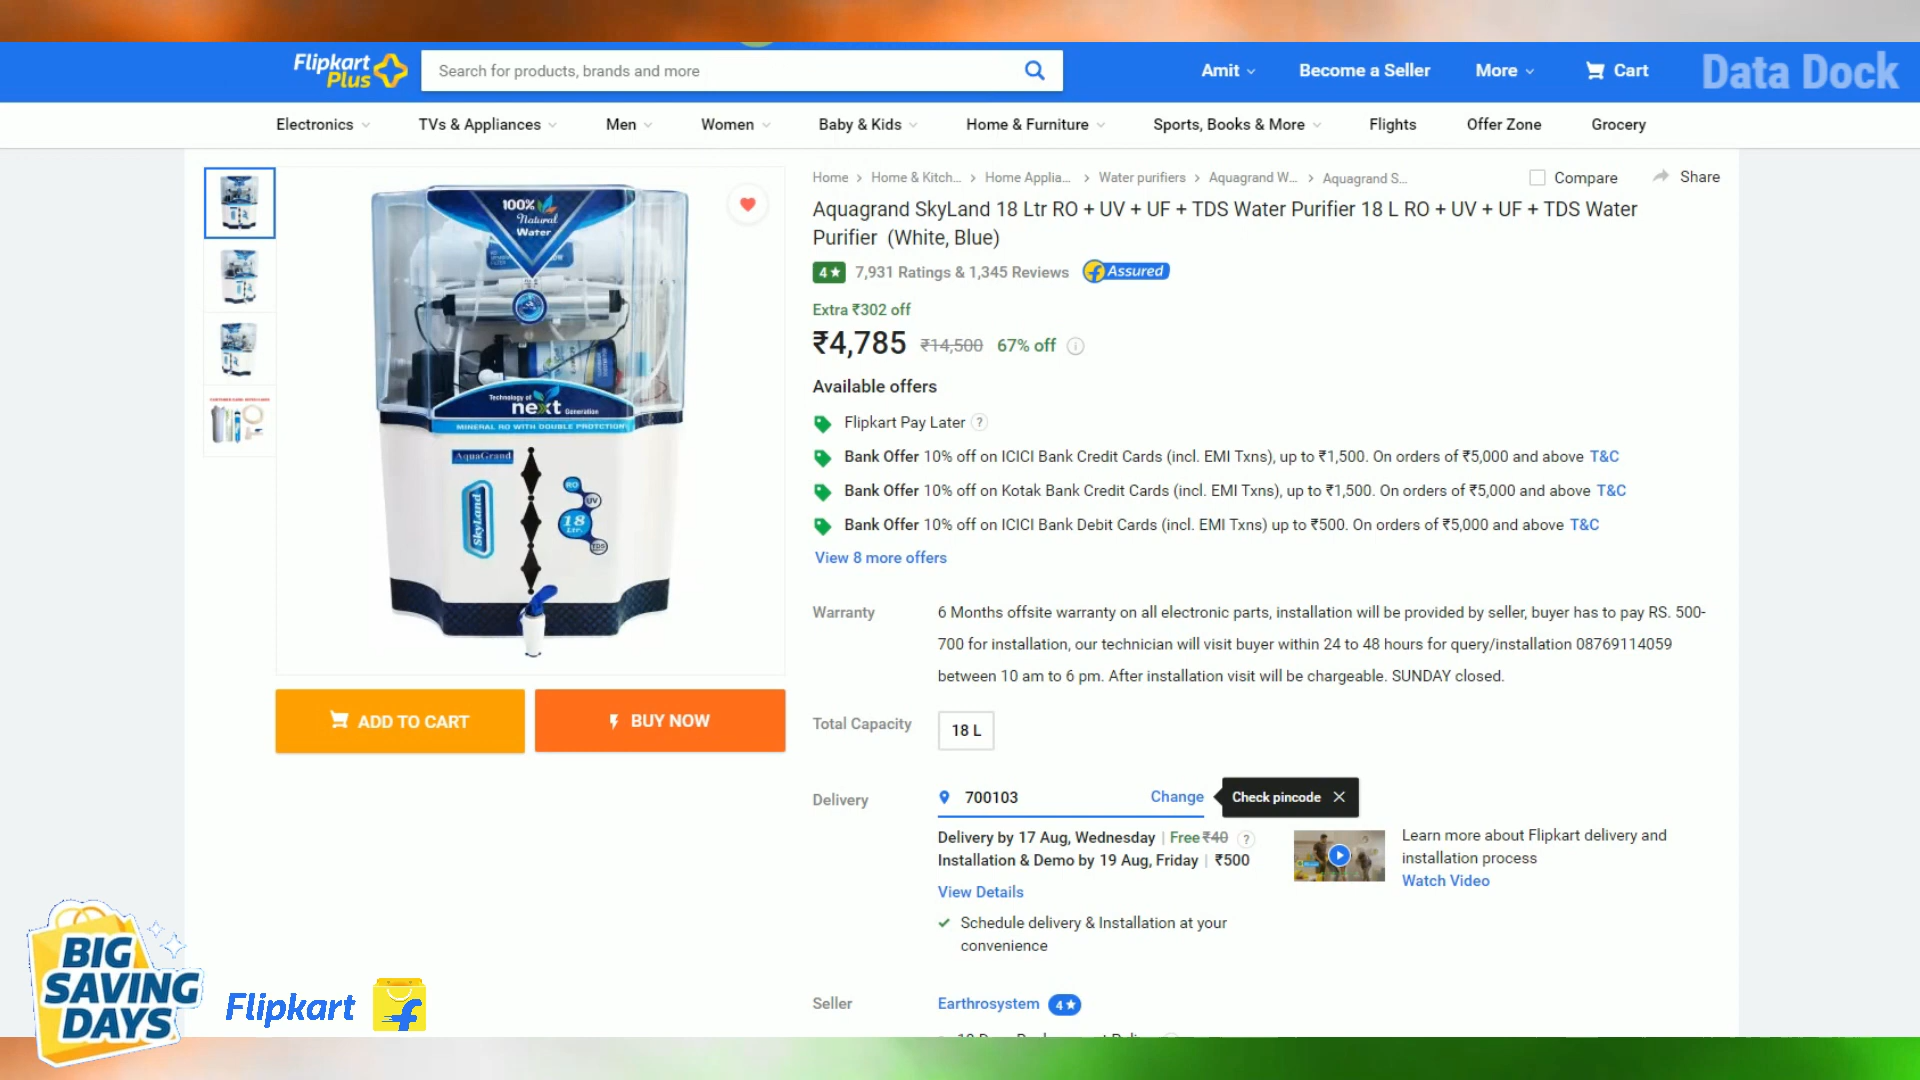 Flipkart
Plus
Search for products, brands and more
Amit
Become a Seller
More
Cart
Data Dock
Electronics
TVs & Appliances
Men
Women
Baby & Kids
Home & Furniture
Sports, Books & More
Flights
Offer Zone
Grocery
Home
Home & Kitch...
Home Applia...
Water purifiers
Aquagrand W...
Aquagrand S...
Compare
Share
Aquagrand SkyLand 18 Ltr RO + UV + UF + TDS Water Purifier 18 L RO + UV + UF + TDS Water
Purifier (White, Blue)
4★ 7,931 Ratings & 1,345 Reviews
Assured
Extra ₹302 off
₹4,785 ₹14,500 67% off
Available offers
Flipkart Pay Later ?
Bank Offer 10% off on ICICI Bank Credit Cards (incl. EMI Txns), up to ₹1,500. On orders of ₹5,000 and above T&C
Bank Offer 10% off on Kotak Bank Credit Cards (incl. EMI Txns), up to ₹1,500. On orders of ₹5,000 and above T&C
Bank Offer 10% off on ICICI Bank Debit Cards (incl. EMI Txns) up to ₹500. On orders of ₹5,000 and above T&C
View 8 more offers
100%
Natural
Water
Technology of
next Generation
MINERAL RO WITH DOUBLE PROTCTION
AquaGrand
SkyLand
RO
UV
18
LTR.
TDS
ADD TO CART
BUY NOW
Warranty
6 Months offsite warranty on all electronic parts, installation will be provided by seller, buyer has to pay RS. 500-
700 for installation, our technician will visit buyer within 24 to 48 hours for query/installation 08769114059
between 10 am to 6 pm. After installation visit will be chargeable. SUNDAY closed.
Total Capacity
18 L
Delivery
700103
Change
Check pincode
Delivery by 17 Aug, Wednesday | Free ₹40 ?
Installation & Demo by 19 Aug, Friday | ₹500
View Details
Schedule delivery & Installation at your
convenience
Learn more about Flipkart delivery and
installation process
Watch Video
Seller
Earthrosystem 4★
BIG
SAVING
DAYS
Flipkart